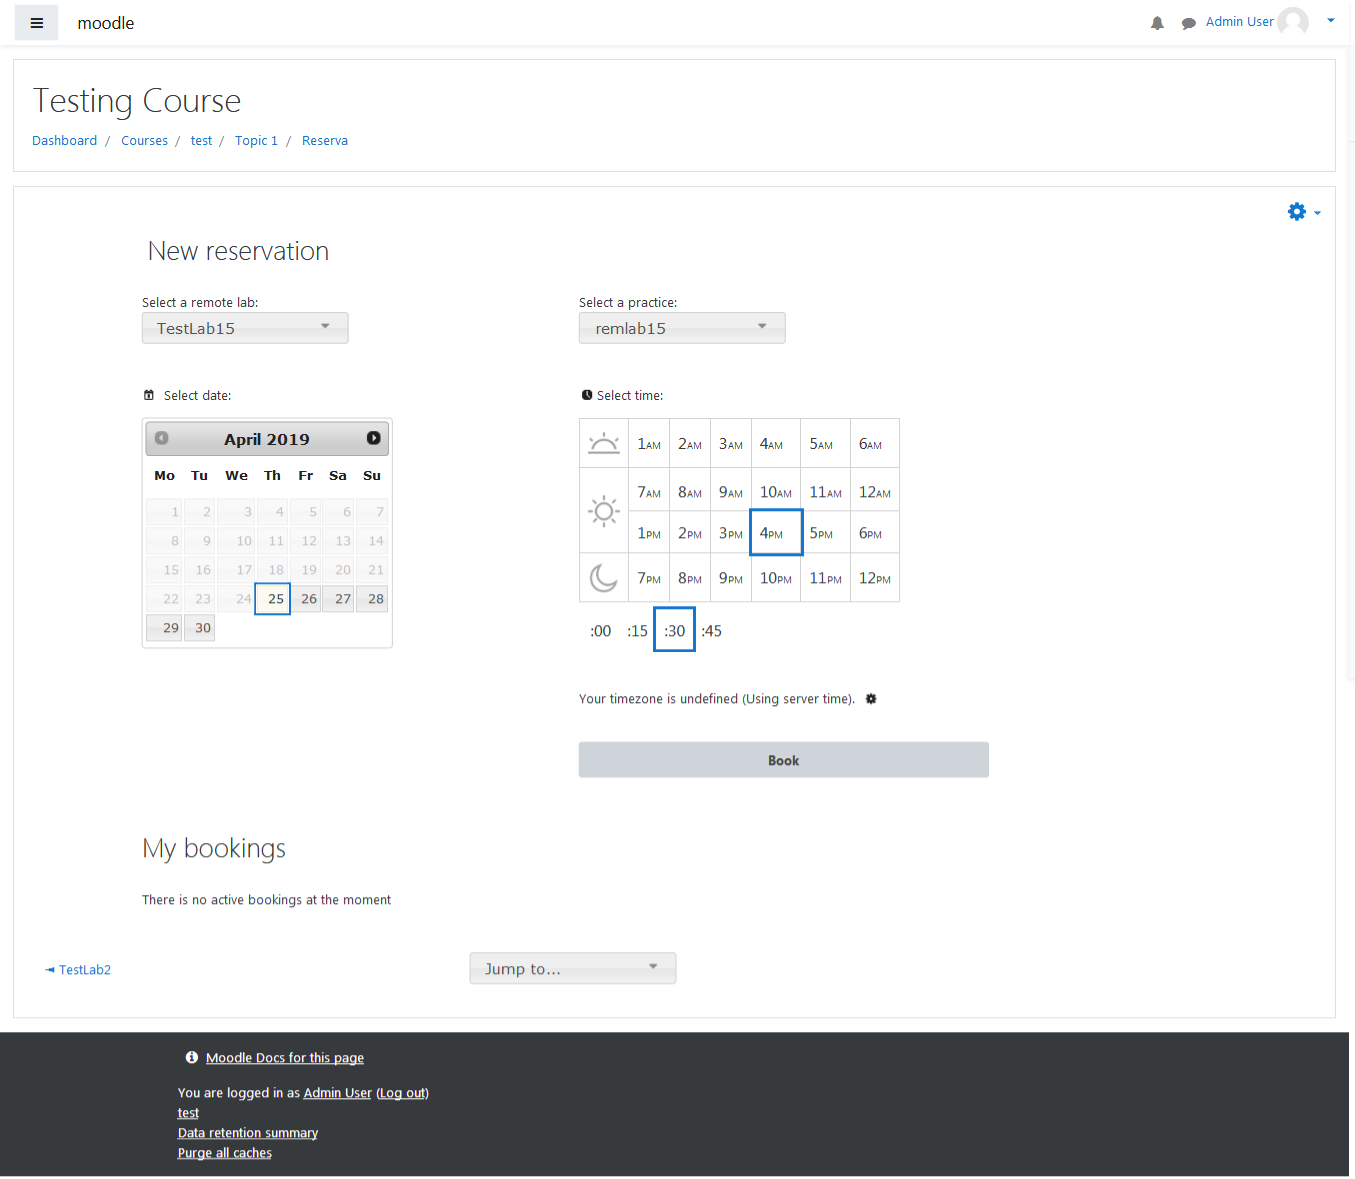 moodle
Admin User
Testing Course
Dashboard / Courses / test / Topic 1 / Reserva
New reservation
Select a remote lab:
TestLab15
Select a practice:
remlab15
Select date:
April 2019
Mo Tu We Th Fr Sa Su
1 2 3 4 5 6 7
8 9 10 11 12 13 14
15 16 17 18 19 20 21
22 23 24 25 26 27 28
29 30
Select time:
1AM 2AM 3AM 4AM 5AM 6AM
7AM 8AM 9AM 10AM 11AM 12AM
1PM 2PM 3PM 4PM 5PM 6PM
7PM 8PM 9PM 10PM 11PM 12PM
:00 :15 :30 :45
Your timezone is undefined (Using server time).
Book
My bookings
There is no active bookings at the moment
◄ TestLab2
Jump to...
Moodle Docs for this page
You are logged in as Admin User (Log out)
test
Data retention summary
Purge all caches